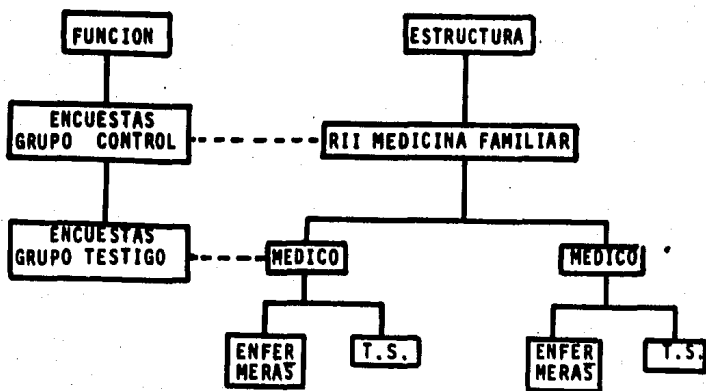 FUNCION
ESTRUCTURA
ENCUESTAS
GRUPO CONTROL
RII MEDICINA FAMILIAR
ENCUESTAS
GRUPO TESTIGO
MEDICO
MEDICO
ENFER
MERAS
T.S.
ENFER
MERAS
T.S.